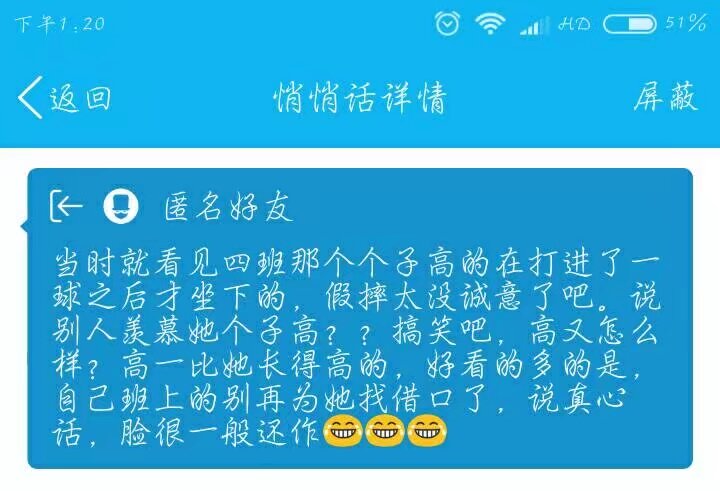 下午1:20
HD
51%
返回
悄悄话详情
屏蔽
匿名好友
当时就看见四班那个个子高的在打进了一
球之后才坐下的，假摔太没诚意了吧。说
别人羡慕她个子高？？搞笑吧，高又怎么
样？高一比她长得高的，好看的多的是，
自己班上的别再为她找借口了，说真心
话，脸很一般还作😂😂😂